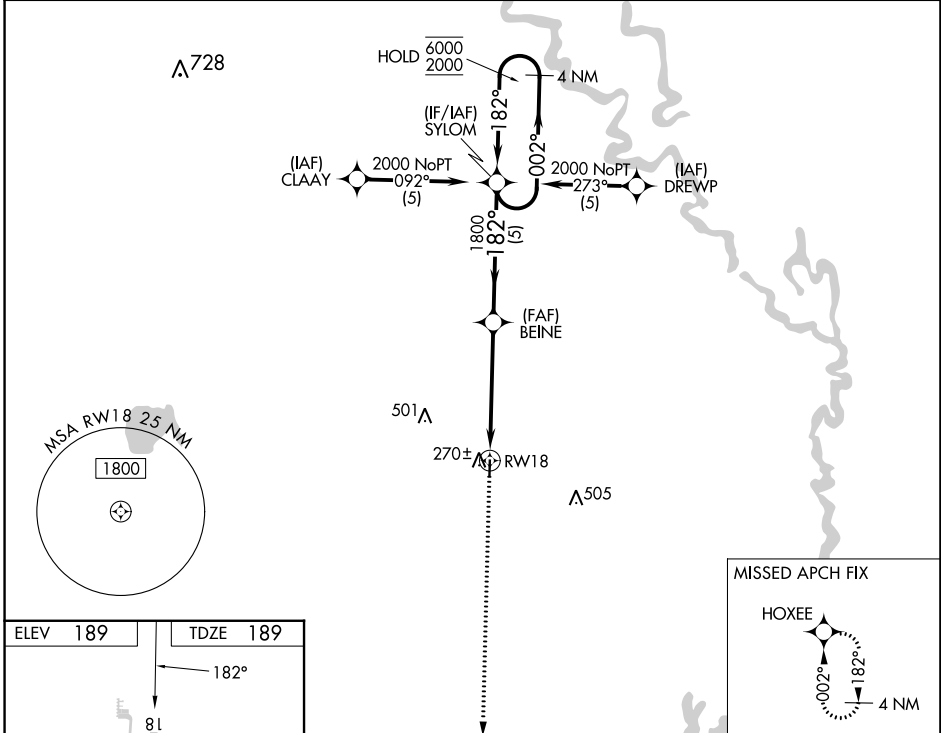 728
HOLD 6000
2000
4 NM
182°
002°
(IF/IAF)
SYLOM
(IAF)
CLAAY
2000 NoPT
092°
(5)
2000 NoPT
273°
(5)
(IAF)
DREWP
1800
182°
(5)
(FAF)
BEINE
501
270± RW18
505
MSA RW18 25 NM
1800
MISSED APCH FIX
HOXEE
002°
182°
4 NM
ELEV 189
TDZE 189
182°
18